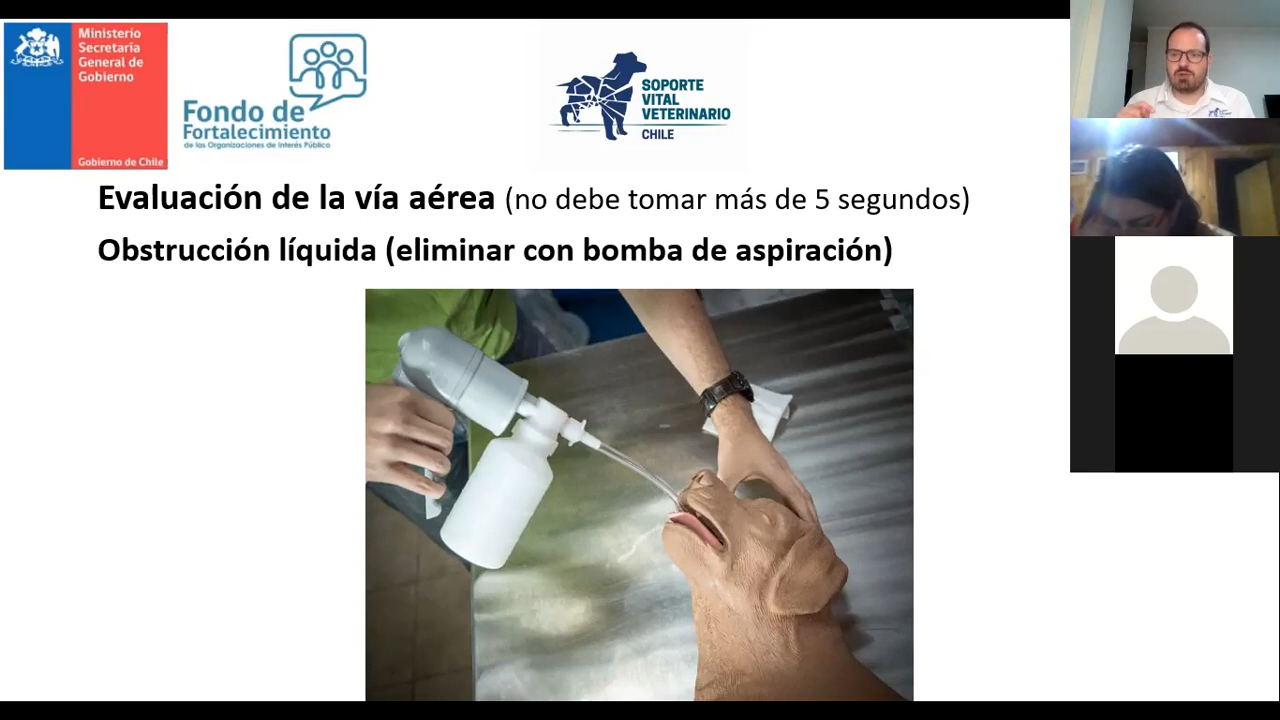 Ministerio
Secretaría
General de
Gobierno
Gobierno de Chile
Fondo de
Fortalecimiento
de las Organizaciones de Interés Público
SOPORTE
VITAL
VETERINARIO
CHILE
Evaluación de la vía aérea (no debe tomar más de 5 segundos)
Obstrucción líquida (eliminar con bomba de aspiración)